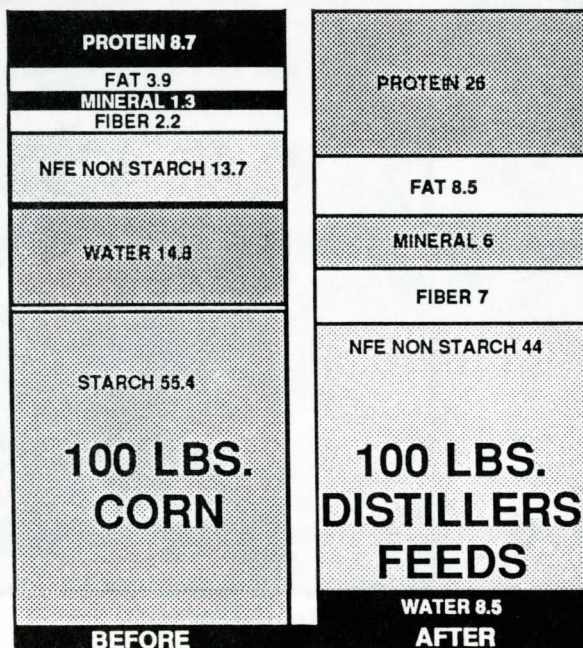 PROTEIN 8.7
FAT 3.9
MINERAL 1.3
FIBER 2.2
NFE NON STARCH 13.7
WATER 14.8
STARCH 55.4
100 LBS.
CORN
BEFORE
PROTEIN 26
FAT 8.5
MINERAL 6
FIBER 7
NFE NON STARCH 44
100 LBS.
DISTILLERS
FEEDS
WATER 8.5
AFTER